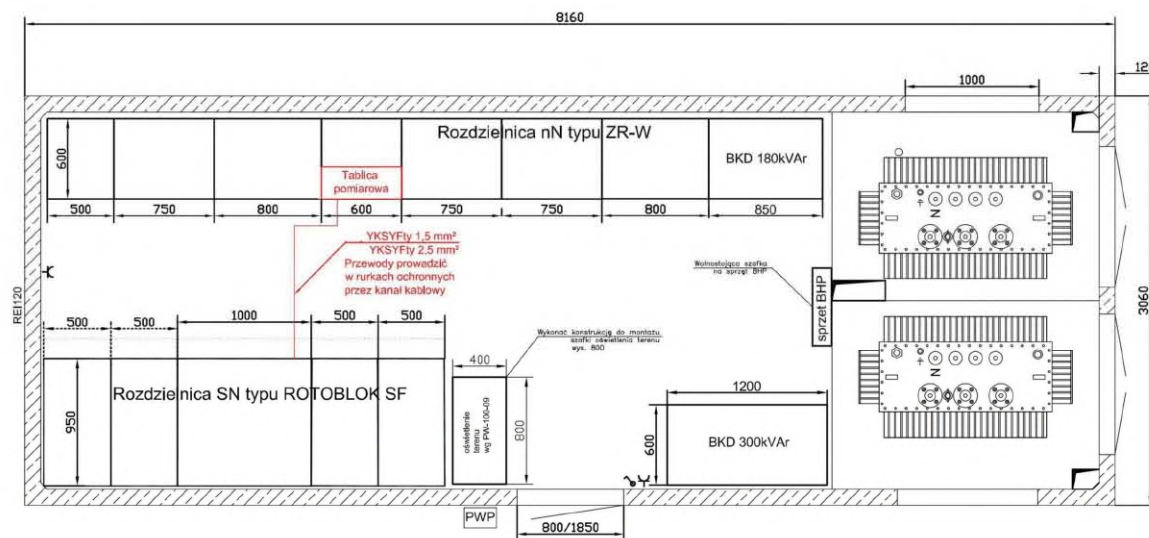 8160
1000
12
Rozdzielnica nN typu ZR-W
600
BKD 180kVAr
Tablica
pomiarowa
500
750
800
600
750
750
800
850
N
YKSYFty 1,5 mm²
YKSYFty 2,5 mm²
Przewody prowadzić
w rurkach ochronnych
przez kanał kablowy
Wolnostojąca szafka
na sprzęt BHP
sprzęt BHP
REI120
3060
500
500
1000
500
500
Wykonać konstrukcję do montażu
szafki oświetlenia terenu
wys. 800
400
1200
Rozdzielnica SN typu ROTOBLOK SF
950
oświetlenie
terenu
wg PW-100-09
800
600
BKD 300kVAr
N
PWP
800/1850